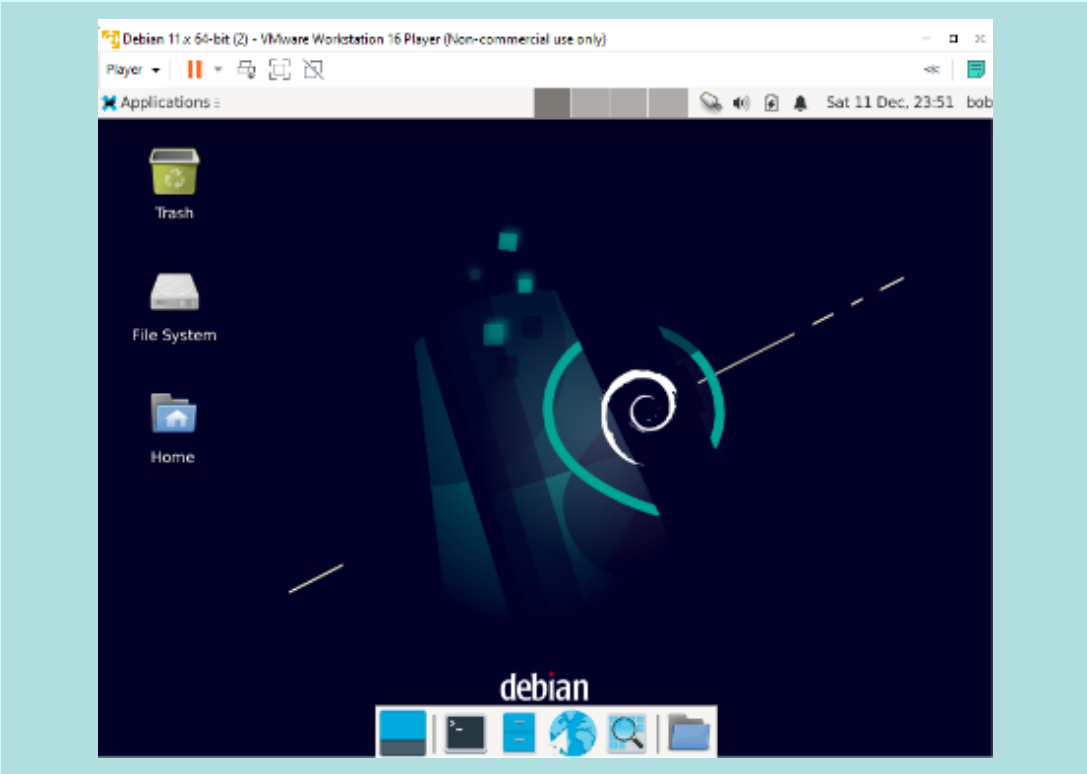 Debian 11.x 64-bit (2) - VMware Workstation 16 Player (Non-commercial use only)
Player
Applications
Sat 11 Dec, 23:51 bob
Trash
File System
Home
debian